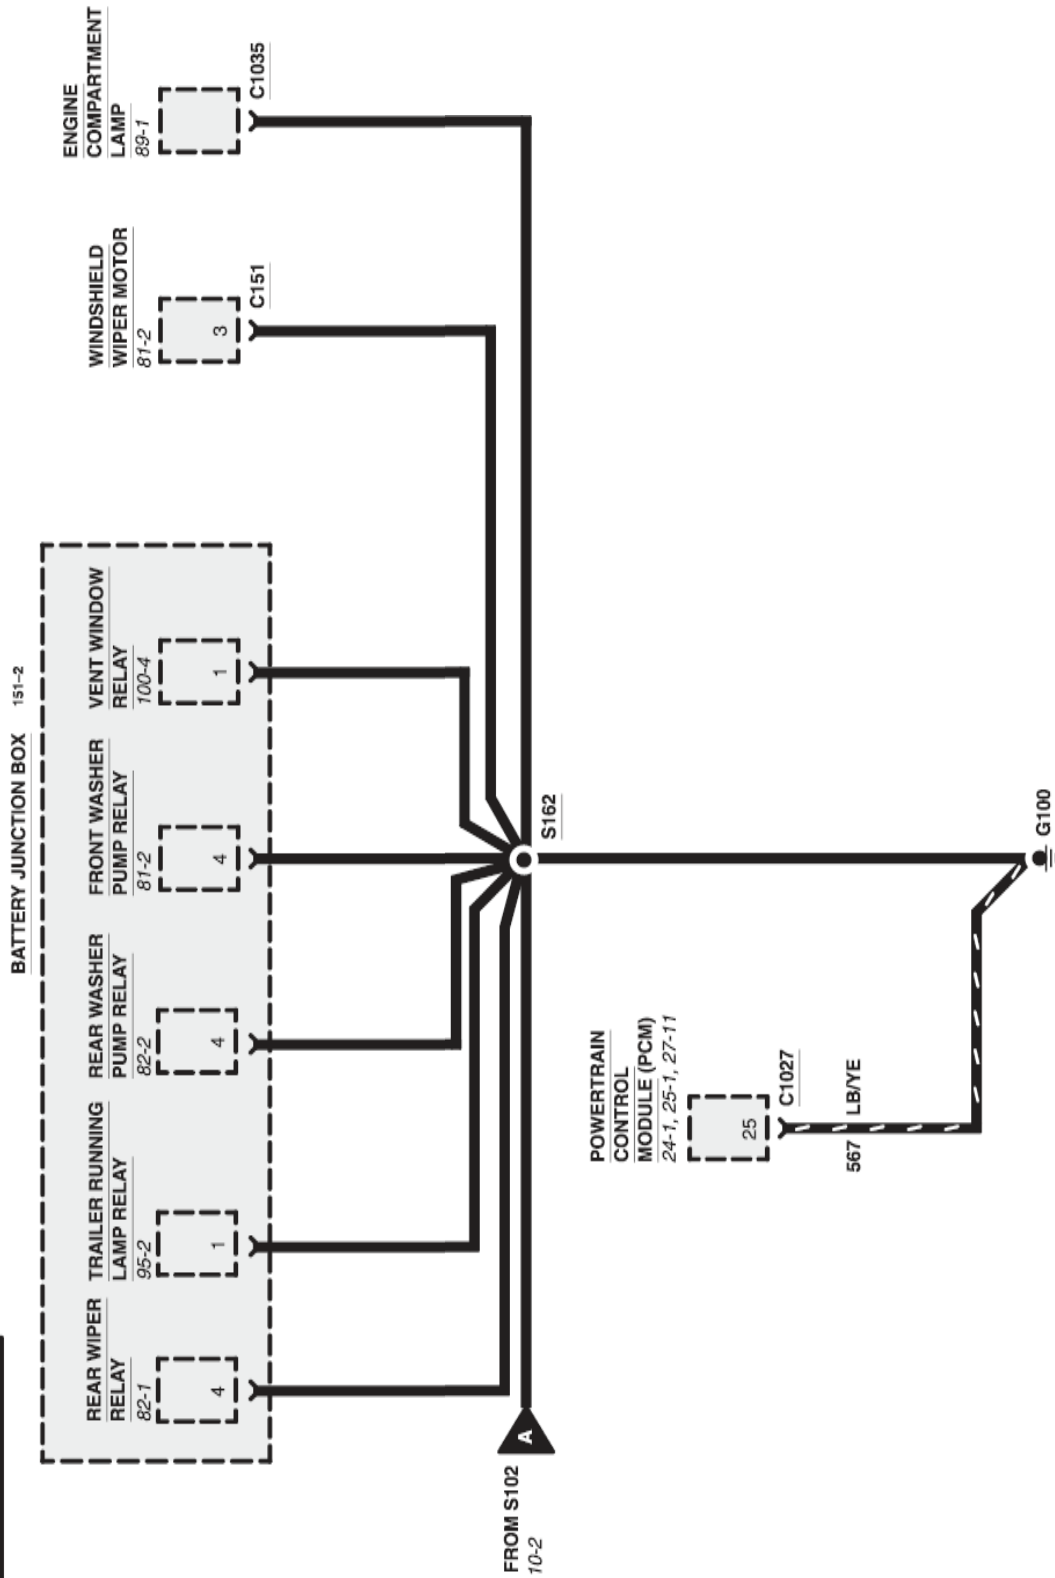 BATTERY JUNCTION BOX 151-2
REAR WIPER
RELAY
82-1
4
TRAILER RUNNING
LAMP RELAY
95-2
1
REAR WASHER
PUMP RELAY
82-2
4
FRONT WASHER
PUMP RELAY
81-2
4
VENT WINDOW
RELAY
100-4
1
WINDSHIELD
WIPER MOTOR
81-2
3
C151
ENGINE
COMPARTMENT
LAMP
89-1
C1035
FROM S102
10-2
A
S162
POWERTRAIN
CONTROL
MODULE (PCM)
24-1, 25-1, 27-11
25
C1027
567 LB/YE
G100